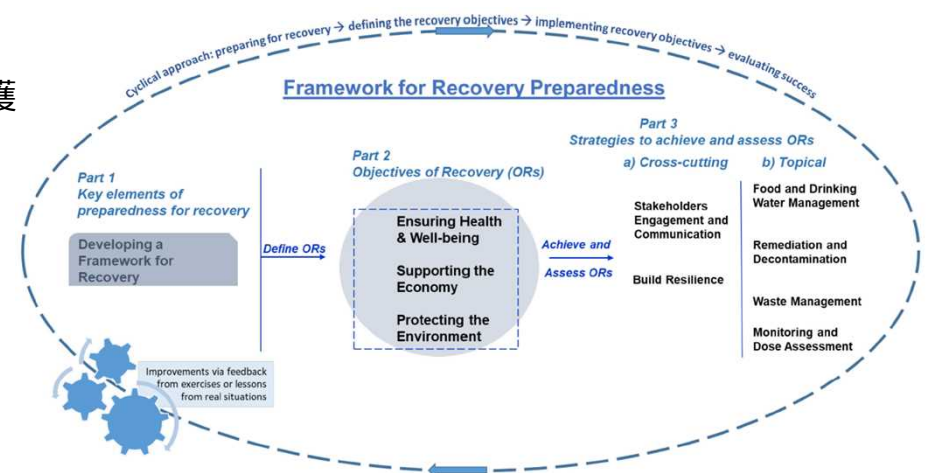 護
Cyclical approach: preparing for recovery → defining the recovery objectives → implementing recovery objectives → evaluating success
Framework for Recovery Preparedness
Part 1
Key elements of
preparedness for recovery
Developing a
Framework for
Recovery
Define ORs
Part 2
Objectives of Recovery (ORs)
Ensuring Health
& Well-being
Supporting the
Economy
Protecting the
Environment
Achieve and
Assess ORs
Part 3
Strategies to achieve and assess ORs
a) Cross-cutting
Stakeholders
Engagement and
Communication
Build Resilience
b) Topical
Food and Drinking
Water Management
Remediation and
Decontamination
Waste Management
Monitoring and
Dose Assessment
Improvements via feedback
from exercises or lessons
from real situations